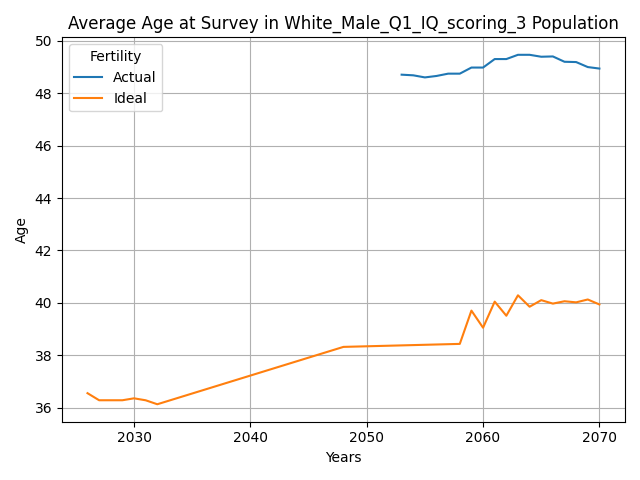 Average Age at Survey in White_Male_Q1_IQ_scoring_3 Population
Fertility
Actual
Ideal
Age
50
48
46
44
42
40
38
36
2030
2040
2050
2060
2070
Years